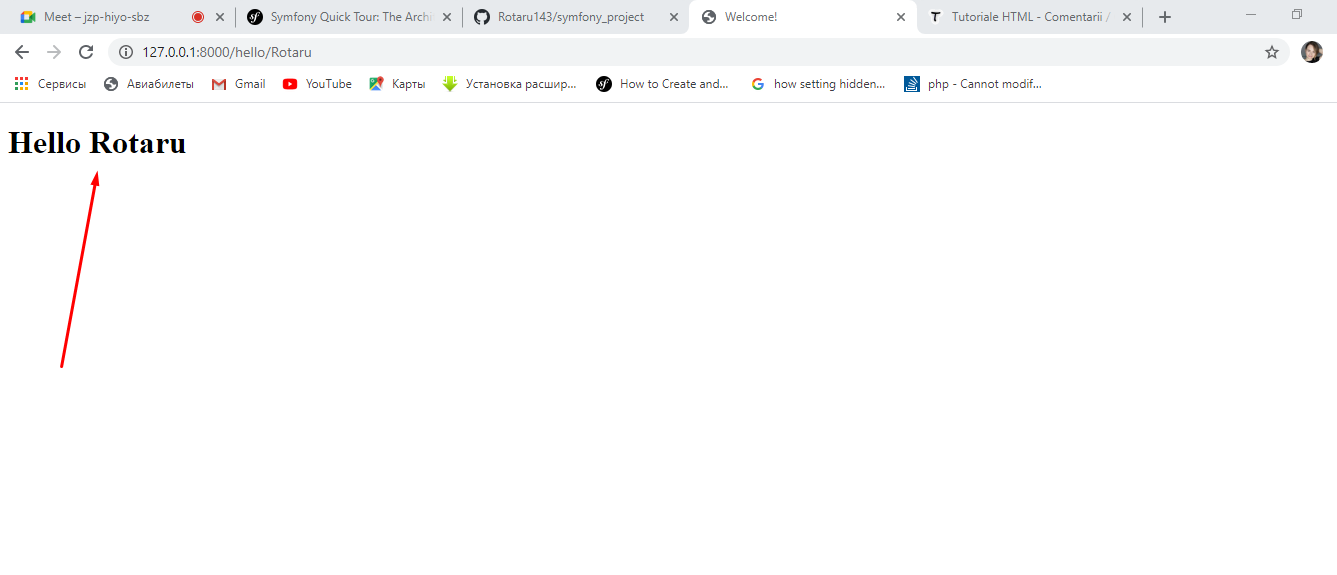 Meet – jzp-hiyo-sbz
Symfony Quick Tour: The Archi
Rotaru143/symfony_project
Welcome!
Tutoriale HTML - Comentarii /
127.0.0.1:8000/hello/Rotaru
Сервисы
Авиабилеты
Gmail
YouTube
Карты
Установка расшир...
How to Create and...
how setting hidden...
php - Cannot modif...
Hello Rotaru